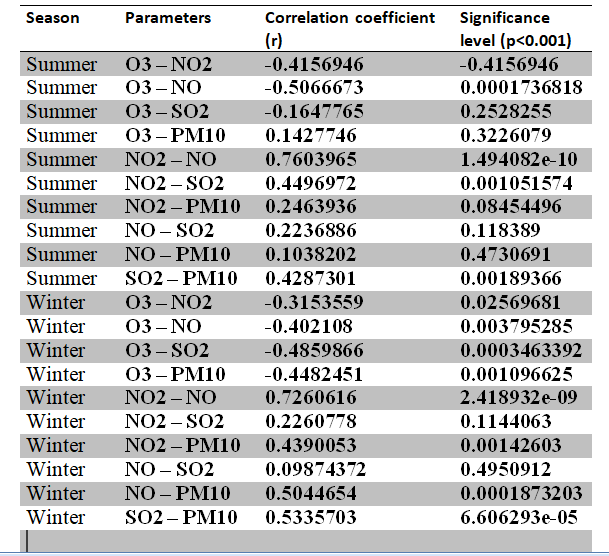 Season Parameters Correlation coefficient (r) Significance level (p<0.001)
Summer O3 – NO2 -0.4156946 -0.4156946
Summer O3 – NO -0.5066673 0.0001736818
Summer O3 – SO2 -0.1647765 0.2528255
Summer O3 – PM10 0.1427746 0.3226079
Summer NO2 – NO 0.7603965 1.494082e-10
Summer NO2 – SO2 0.4496972 0.001051574
Summer NO2 – PM10 0.2463936 0.08454496
Summer NO – SO2 0.2236886 0.118389
Summer NO – PM10 0.1038202 0.4730691
Summer SO2 – PM10 0.4287301 0.00189366
Winter O3 – NO2 -0.3153559 0.02569681
Winter O3 – NO -0.402108 0.003795285
Winter O3 – SO2 -0.4859866 0.0003463392
Winter O3 – PM10 -0.4482451 0.001096625
Winter NO2 – NO 0.7260616 2.418932e-09
Winter NO2 – SO2 0.2260778 0.1144063
Winter NO2 – PM10 0.4390053 0.00142603
Winter NO – SO2 0.09874372 0.4950912
Winter NO – PM10 0.5044654 0.0001873203
Winter SO2 – PM10 0.5335703 6.606293e-05